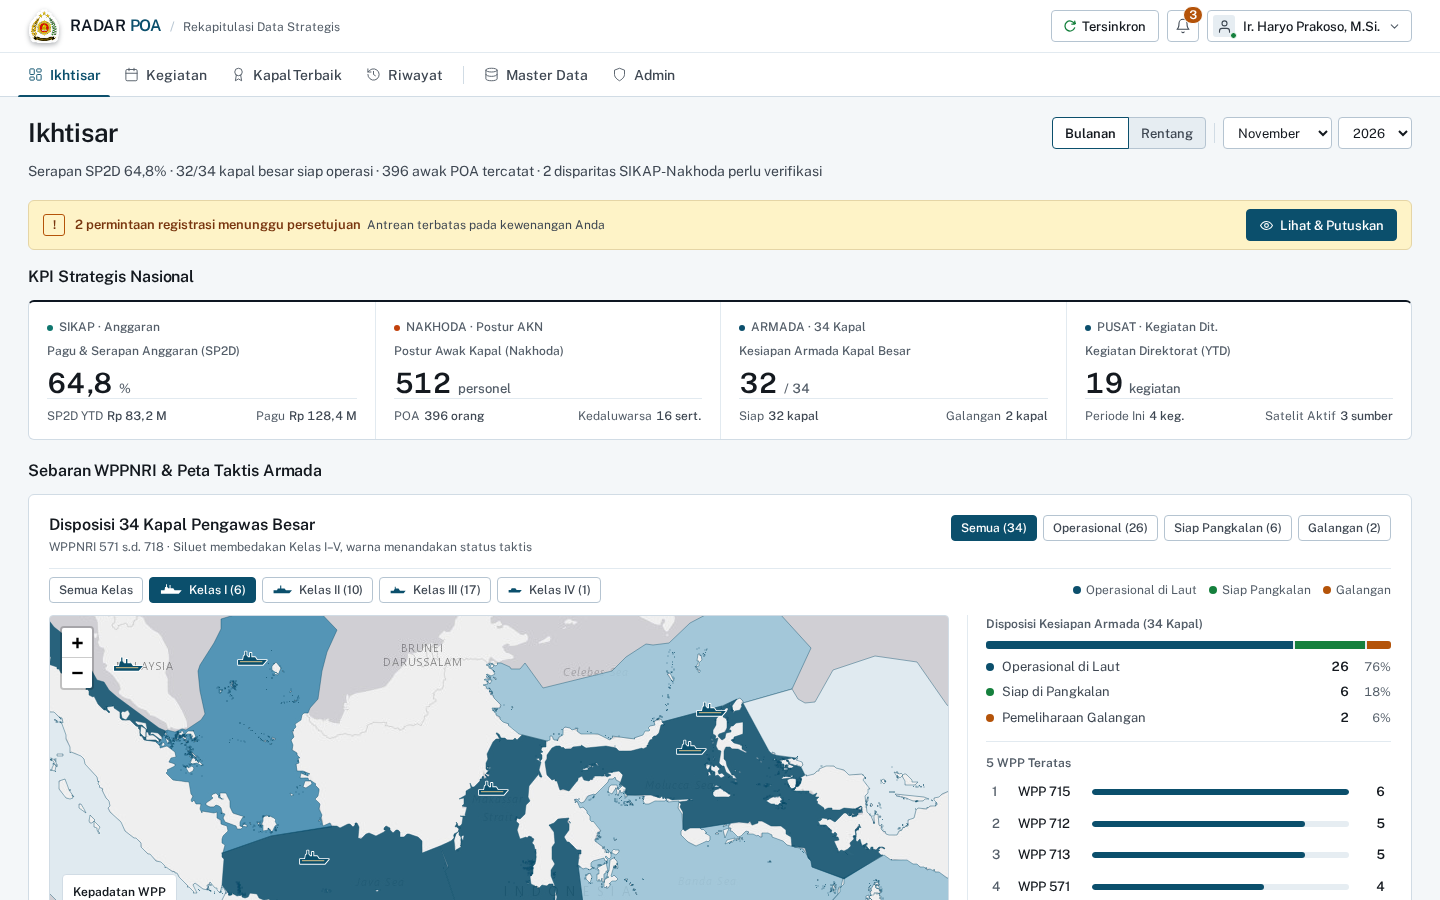 RADAR POA / Rekapitulasi Data Strategis
Tersinkron
3
Ir. Haryo Prakoso, M.Si.
Ikhtisar
Kegiatan
Kapal Terbaik
Riwayat
Master Data
Admin
Ikhtisar
Bulanan
Rentang
November
2026
Serapan SP2D 64,8% · 32/34 kapal besar siap operasi · 396 awak POA tercatat · 2 disparitas SIKAP-Nakhoda perlu verifikasi
! 2 permintaan registrasi menunggu persetujuan Antrean terbatas pada kewenangan Anda
Lihat & Putuskan
KPI Strategis Nasional
SIKAP · Anggaran
Pagu & Serapan Anggaran (SP2D)
64,8 %
SP2D YTD Rp 83,2 M
Pagu Rp 128,4 M
NAKHODA · Postur AKN
Postur Awak Kapal (Nakhoda)
512 personel
POA 396 orang
Kedaluwarsa 16 sert.
ARMADA · 34 Kapal
Kesiapan Armada Kapal Besar
32 / 34
Siap 32 kapal
Galangan 2 kapal
PUSAT · Kegiatan Dit.
Kegiatan Direktorat (YTD)
19 kegiatan
Periode Ini 4 keg.
Satelit Aktif 3 sumber
Sebaran WPPNRI & Peta Taktis Armada
Disposisi 34 Kapal Pengawas Besar
WPPNRI 571 s.d. 718 · Siluet membedakan Kelas I–V, warna menandakan status taktis
Semua (34)
Operasional (26)
Siap Pangkalan (6)
Galangan (2)
Semua Kelas
Kelas I (6)
Kelas II (10)
Kelas III (17)
Kelas IV (1)
Operasional di Laut
Siap Pangkalan
Galangan
+
−
BRUNEI
DARUSSALAM
Celebes
Kepadatan WPP
Disposisi Kesiapan Armada (34 Kapal)
Operasional di Laut 26 76%
Siap di Pangkalan 6 18%
Pemeliharaan Galangan 2 6%
5 WPP Teratas
1 WPP 715 6
2 WPP 712 5
3 WPP 713 5
4 WPP 571 4